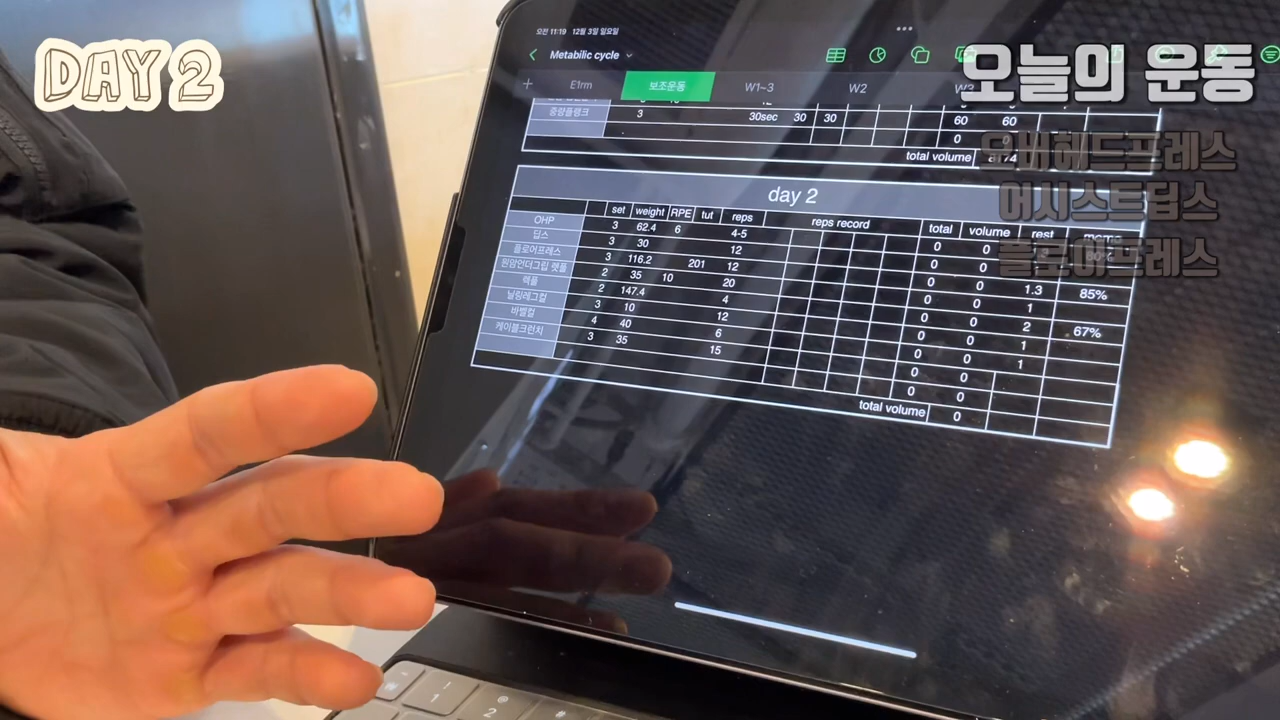 DAY 2
오늘의 운동
오버헤드프레스
어시스트딥스
플로어프레스
오전 11:19 12월 3일 일요일
Metabilic cycle
E1rm 보조운동 W1~3 W2 W3
중량플랭크 3 30sec 30 30 60 60
0
total volume 8174
day 2
set weight RPE tut reps reps record total volume rest memo
OHP 3 62.4 6 4-5 0 0
딥스 3 30 12 0 0
플로어프레스 3 116.2 201 12 0 0 1.3 85%
원암언더그립 랫풀 2 35 10 20 0 0 1
랙풀 2 147.4 4 0 0 2 67%
닐링레그컬 3 10 12 0 0 1
바벨컬 4 40 6 0 0 1
케이블크런치 3 35 15 0 0
0 0
total volume 0
1
2